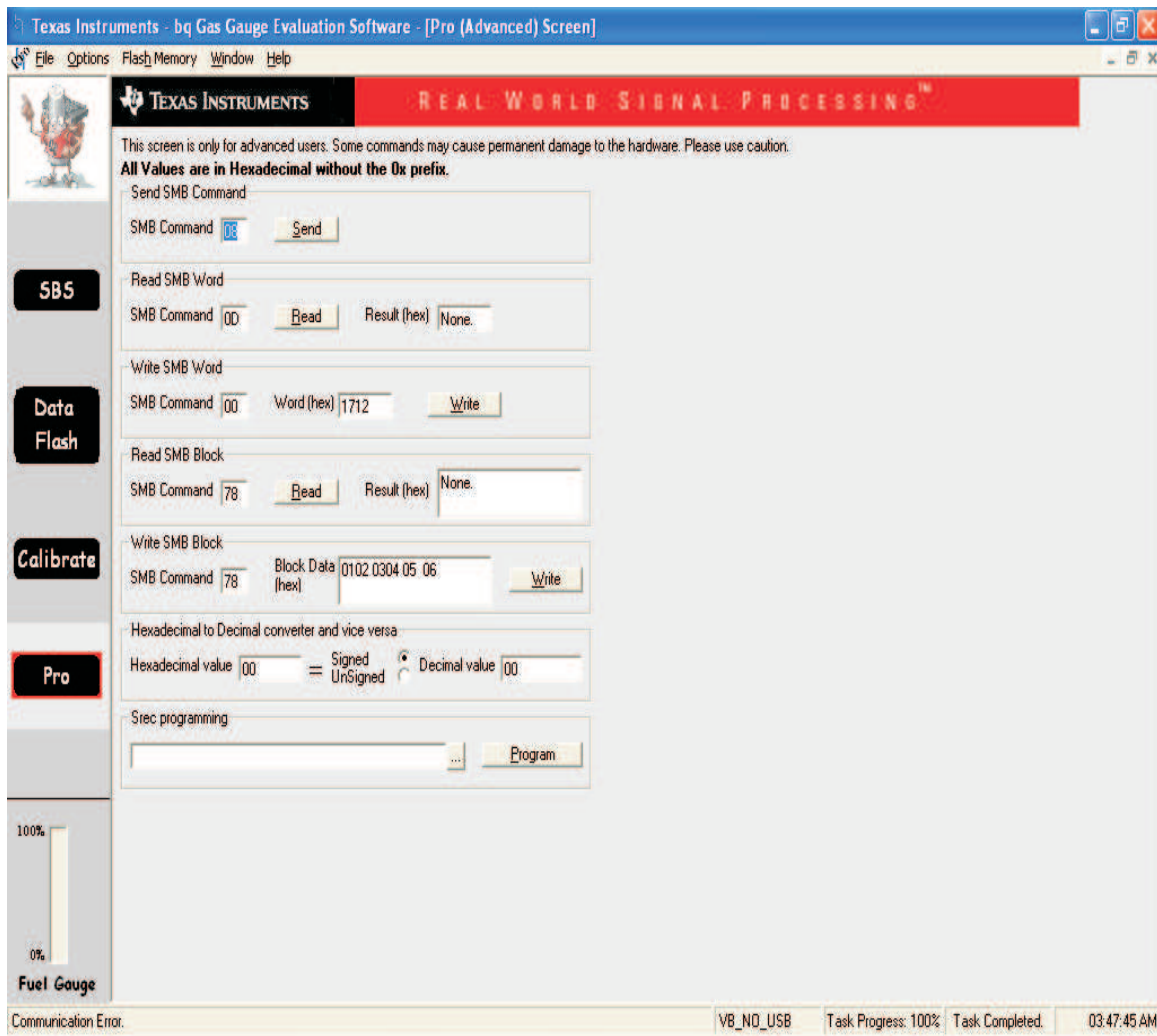 Texas Instruments - bq Gas Gauge Evaluation Software - [Pro (Advanced) Screen]
File Options Flash Memory Window Help
TEXAS INSTRUMENTS REAL WORLD SIGNAL PROCESSING™
This screen is only for advanced users. Some commands may cause permanent damage to the hardware. Please use caution.
All Values are in Hexadecimal without the 0x prefix.
Send SMB Command
SMB Command 08 Send
SBS
Read SMB Word
SMB Command 0D Read Result (hex) None.
Write SMB Word
SMB Command 00 Word (hex) 1712 Write
Data
Flash
Read SMB Block
SMB Command 78 Read Result (hex) None.
Write SMB Block
SMB Command 78 Block Data (hex) 0102 0304 05 06 Write
Calibrate
Hexadecimal to Decimal converter and vice versa
Hexadecimal value 00 = Signed UnSigned Decimal value 00
Pro
Srec programming
... Program
100%
0%
Fuel Gauge
Communication Error. VB_NO_USB Task Progress: 100% Task Completed. 03:47:45 AM